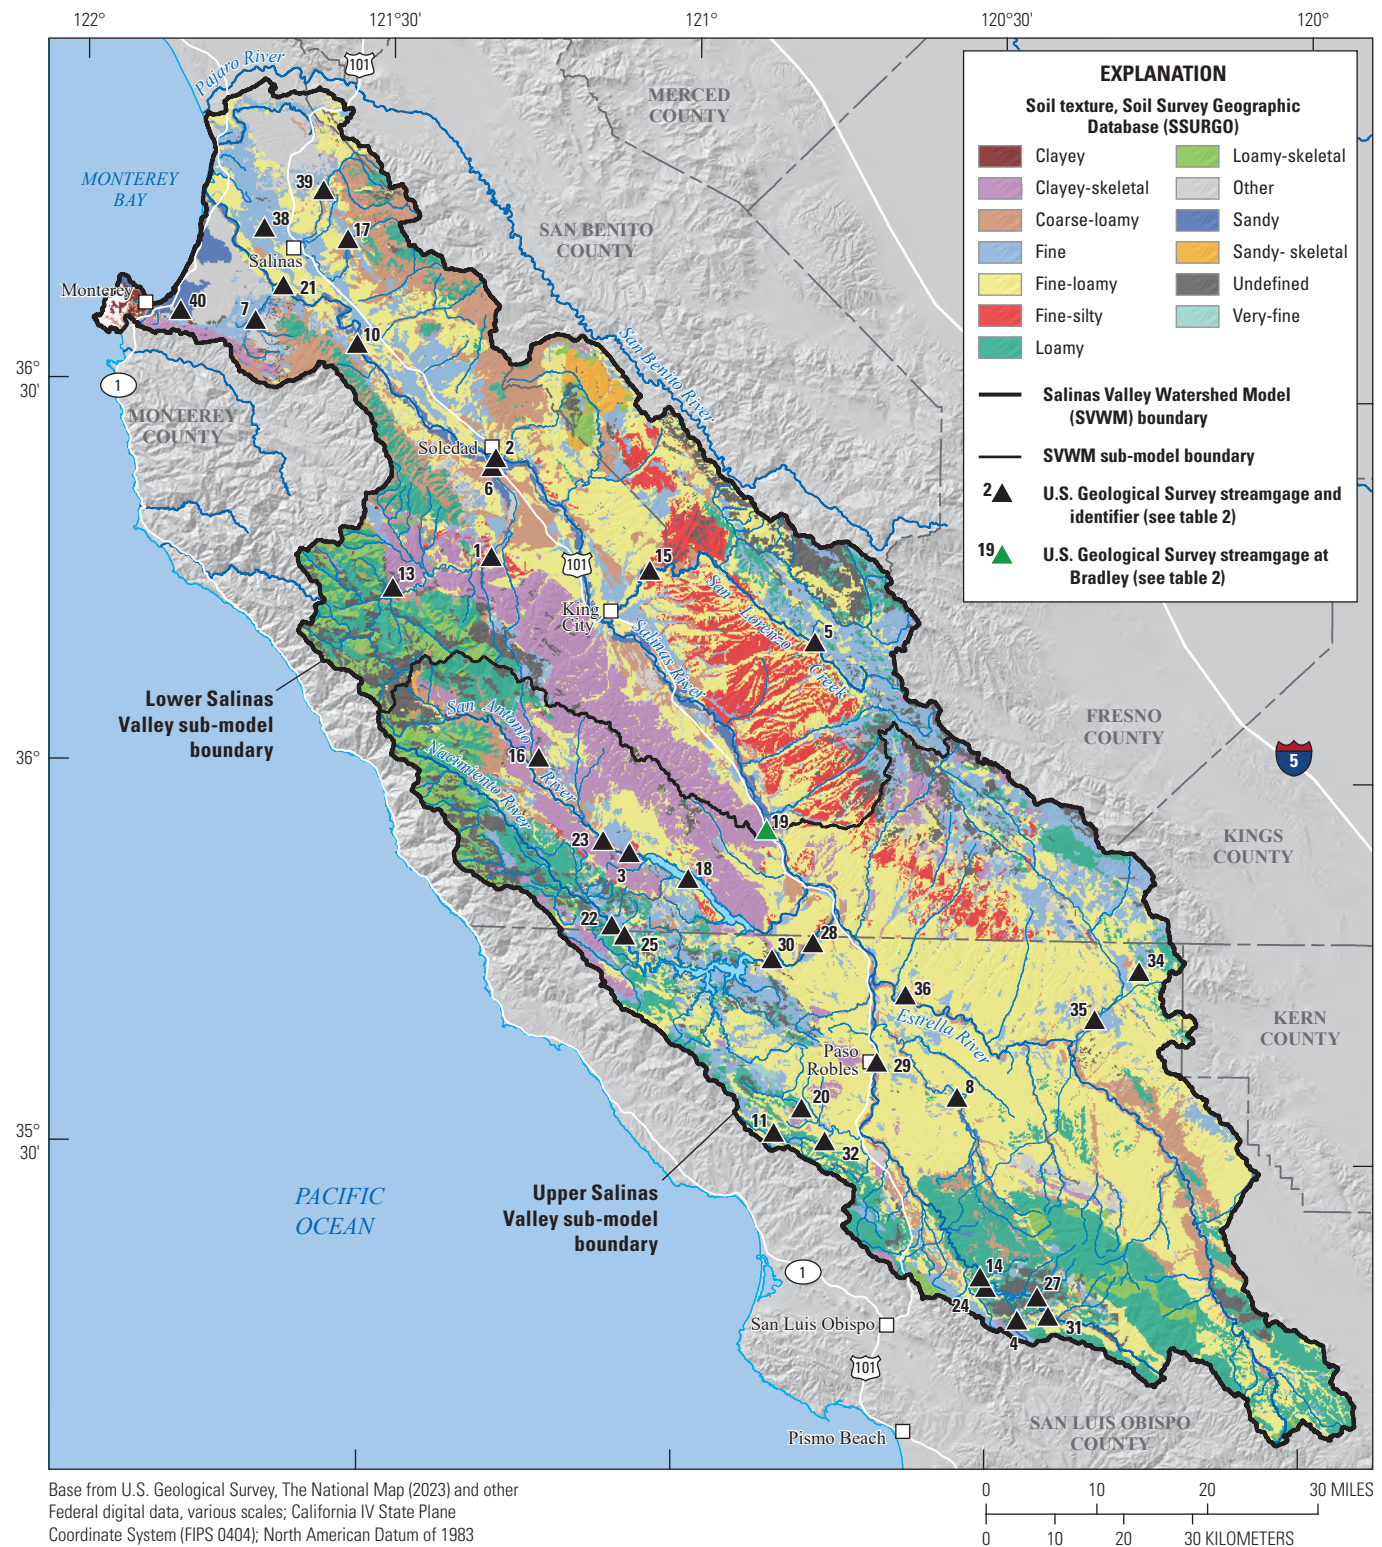 122°
121°30'
121°
120°30'
120°
Pajaro River
101
MERCED
COUNTY
MONTEREY
BAY
39
38
17
Salinas
SAN BENITO
COUNTY
Monterey
40
7
21
10
San Benito River
36°
30'
1
MONTEREY
COUNTY
Soledad
2
6
1
101
15
13
King
City
San Lorenzo Creek
5
Salinas River
Lower Salinas
Valley sub-model
boundary
San Antonio River
16
Nacimiento River
36°
FRESNO
COUNTY
5
19
23
3
18
KINGS
COUNTY
22
25
30
28
34
36
35
Estrella River
KERN
COUNTY
Paso
Robles
29
8
20
11
32
35°
30'
PACIFIC
OCEAN
Upper Salinas
Valley sub-model
boundary
1
14
24
27
31
4
San Luis Obispo
101
SAN LUIS OBISPO
COUNTY
Pismo Beach
EXPLANATION
Soil texture, Soil Survey Geographic
Database (SSURGO)
Clayey
Clayey-skeletal
Coarse-loamy
Fine
Fine-loamy
Fine-silty
Loamy
Loamy-skeletal
Other
Sandy
Sandy- skeletal
Undefined
Very-fine
Salinas Valley Watershed Model
(SVWM) boundary
SVWM sub-model boundary
2
U.S. Geological Survey streamgage and
identifier (see table 2)
19
U.S. Geological Survey streamgage at
Bradley (see table 2)
Base from U.S. Geological Survey, The National Map (2023) and other
Federal digital data, various scales; California IV State Plane
Coordinate System (FIPS 0404); North American Datum of 1983
0 10 20 30 MILES
0 10 20 30 KILOMETERS